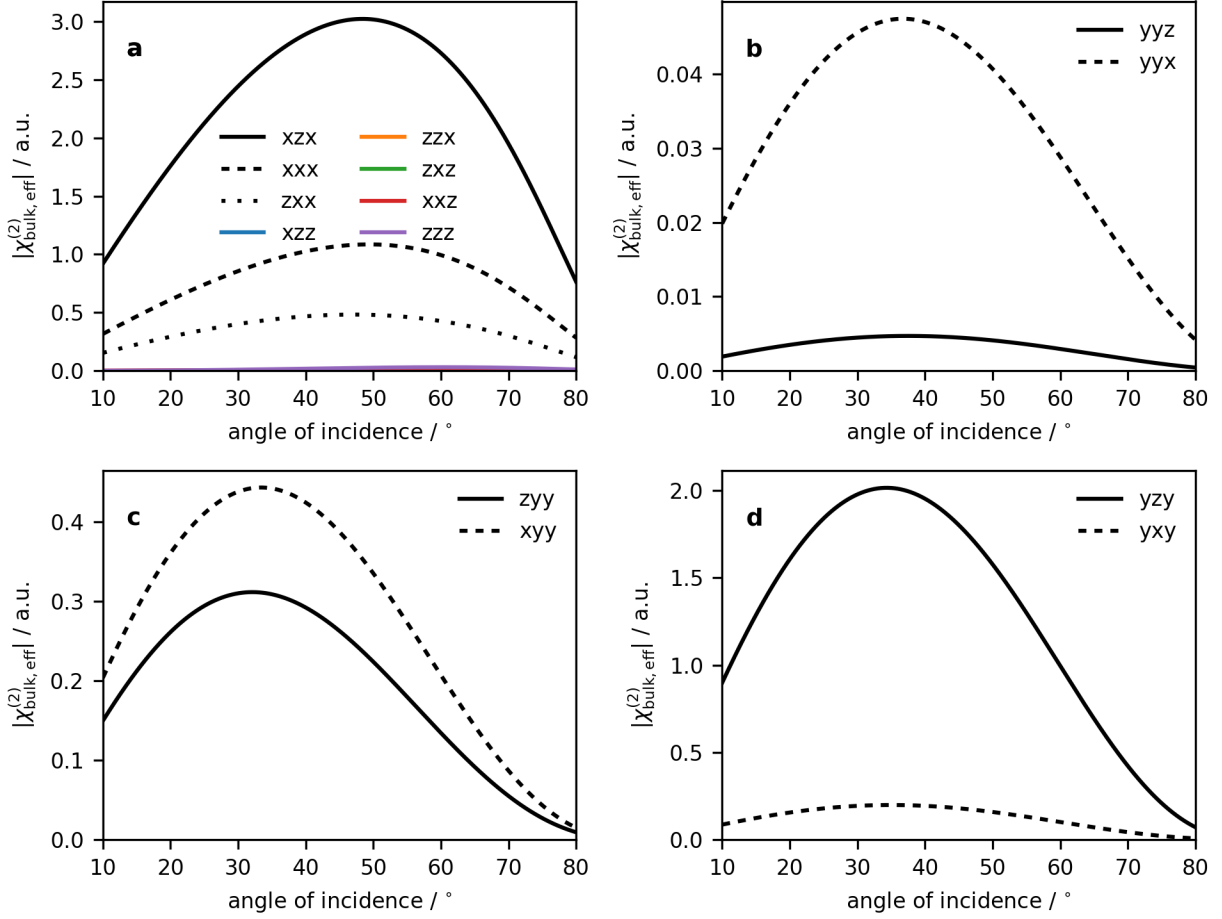 a
|χ(2)bulk, eff| / a.u.
3.0
2.5
2.0
1.5
1.0
0.5
0.0
xzx
xxx
zxx
xzz
zzx
zxz
xxz
zzz
10 20 30 40 50 60 70 80
angle of incidence / °
b
|χ(2)bulk, eff| / a.u.
0.04
0.03
0.02
0.01
0.00
yyz
yyx
10 20 30 40 50 60 70 80
angle of incidence / °
c
|χ(2)bulk, eff| / a.u.
0.4
0.3
0.2
0.1
0.0
zyy
xyy
10 20 30 40 50 60 70 80
angle of incidence / °
d
|χ(2)bulk, eff| / a.u.
2.0
1.5
1.0
0.5
0.0
yzy
yxy
10 20 30 40 50 60 70 80
angle of incidence / °